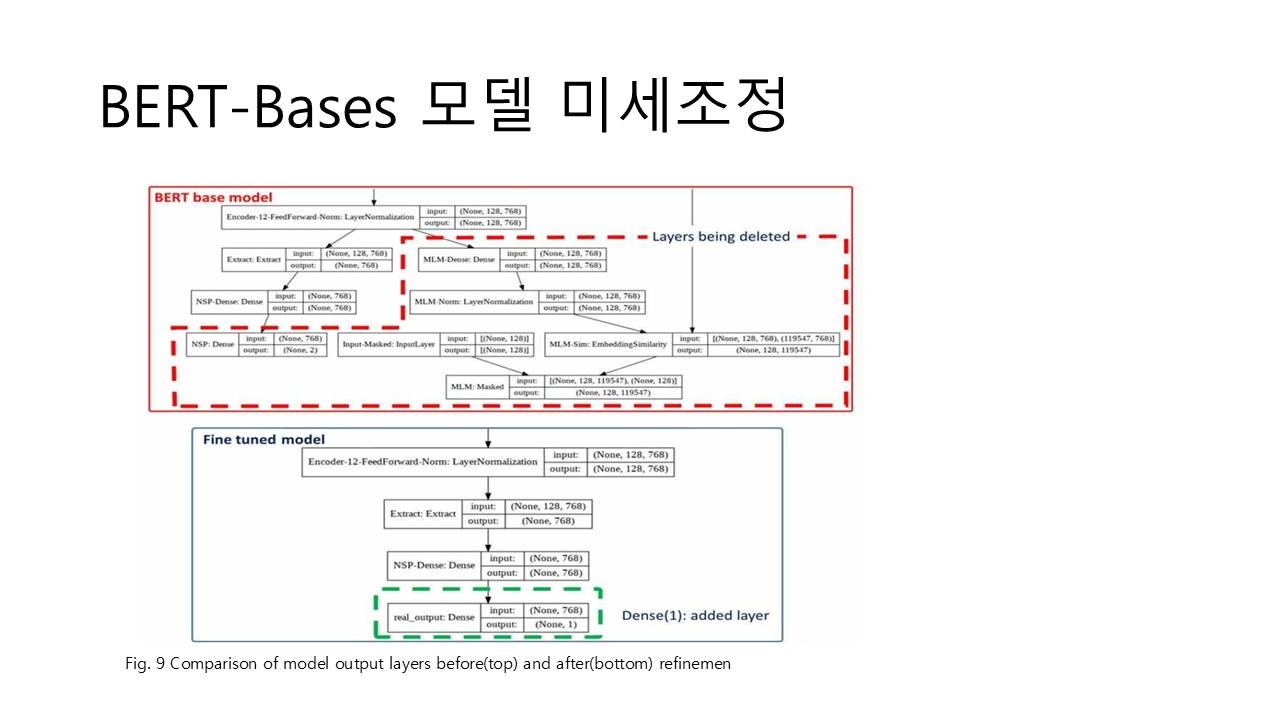 BERT-Bases 모델 미세조정
BERT base model
Encoder-12-FeedForward-Norm: LayerNormalization input: (None, 128, 768)
output: (None, 128, 768)
Layers being deleted
Extract: Extract input: (None, 128, 768)
output: (None, 768)
MLM-Dense: Dense input: (None, 128, 768)
output: (None, 128, 768)
NSP-Dense: Dense input: (None, 768)
output: (None, 768)
MLM-Norm: LayerNormalization input: (None, 128, 768)
output: (None, 128, 768)
NSP: Dense input: (None, 768)
output: (None, 2)
Input-Masked: InputLayer input: [(None, 128)]
output: [(None, 128)]
MLM-Sim: EmbeddingSimilarity input: [(None, 128, 768), (119547, 768)]
output: (None, 128, 119547)
MLM: Masked input: [(None, 128, 119547), (None, 128)]
output: (None, 128, 119547)
Fine tuned model
Encoder-12-FeedForward-Norm: LayerNormalization input: (None, 128, 768)
output: (None, 128, 768)
Extract: Extract input: (None, 128, 768)
output: (None, 768)
NSP-Dense: Dense input: (None, 768)
output: (None, 768)
real_output: Dense input: (None, 768)
output: (None, 1)
Dense(1): added layer
Fig. 9 Comparison of model output layers before(top) and after(bottom) refinemen